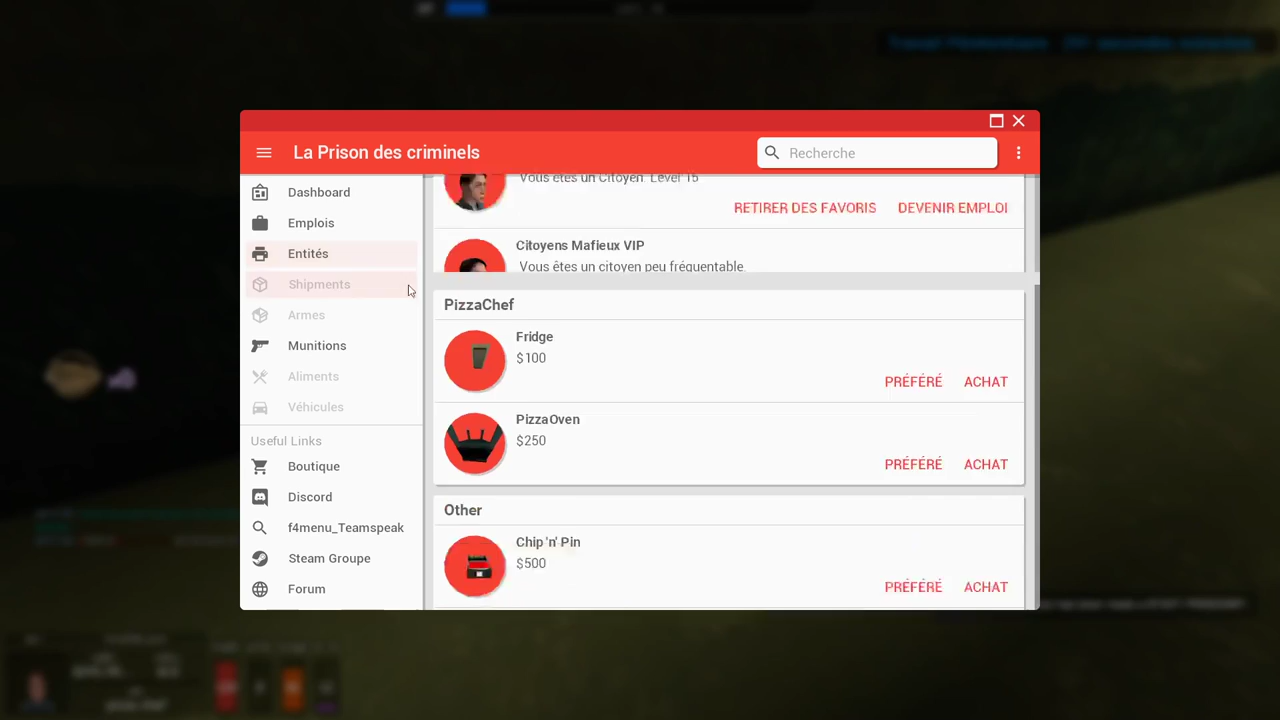 La Prison des criminels
Recherche
Dashboard
Emplois
Entités
Shipments
Armes
Munitions
Aliments
Véhicules
Useful Links
Boutique
Discord
f4menu_Teamspeak
Steam Groupe
Forum
Vous êtes un Citoyen Level 15
RETIRER DES FAVORIS DEVENIR EMPLOI
Citoyens Mafieux VIP
Vous êtes un citoyen peu fréquentable.
PizzaChef
Fridge
$100
PRÉFÉRÉ ACHAT
PizzaOven
$250
PRÉFÉRÉ ACHAT
Other
Chip 'n' Pin
$500
PRÉFÉRÉ ACHAT